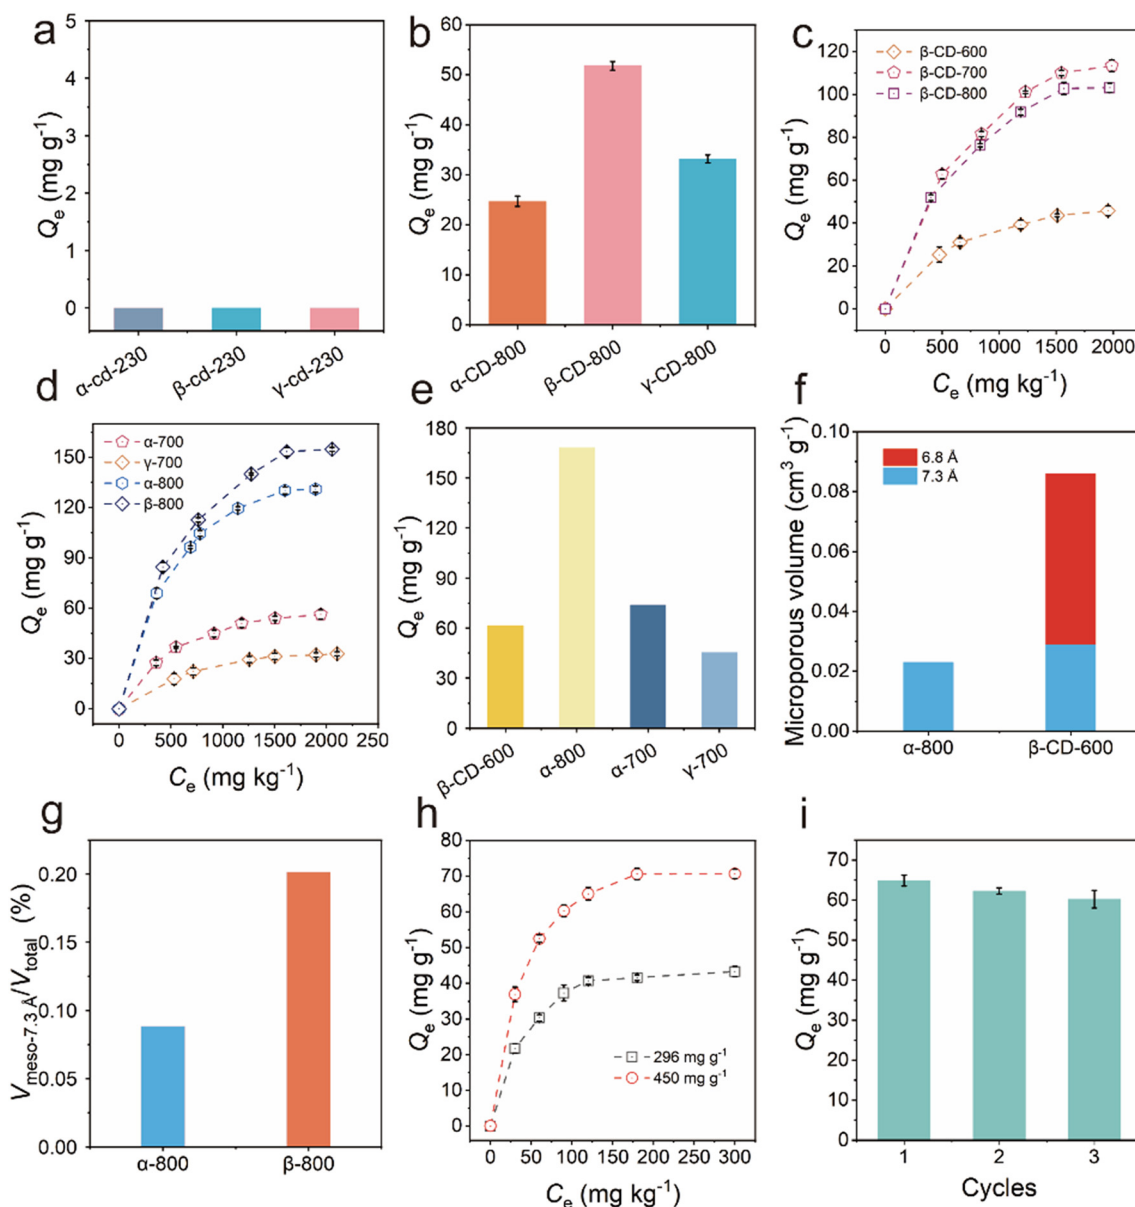 a
5
4
3
2
1
0
Qe (mg g-1)
α-cd-230
β-cd-230
γ-cd-230
b
60
50
40
30
20
10
0
Qe (mg g-1)
α-CD-800
β-CD-800
γ-CD-800
c
120
100
80
60
40
20
0
Qe (mg g-1)
β-CD-600
β-CD-700
β-CD-800
0 500 1000 1500 2000
Ce (mg kg-1)
d
150
120
90
60
30
0
Qe (mg g-1)
α-700
γ-700
α-800
β-800
0 500 1000 1500 2000 250
Ce (mg kg-1)
e
180
150
120
90
60
30
0
Qe (mg g-1)
β-CD-600
α-800
α-700
γ-700
f
0.10
0.08
0.06
0.04
0.02
0.00
Microporous volume (cm3 g-1)
6.8 Å
7.3 Å
α-800 β-CD-600
g
0.20
0.15
0.10
0.05
0.00
Vmeso-7.3 Å/Vtotal (%)
α-800 β-800
h
80
70
60
50
40
30
20
10
0
Qe (mg g-1)
296 mg g-1
450 mg g-1
0 50 100 150 200 250 300
Ce (mg kg-1)
i
70
60
50
40
30
20
10
0
Qe (mg g-1)
1 2 3
Cycles